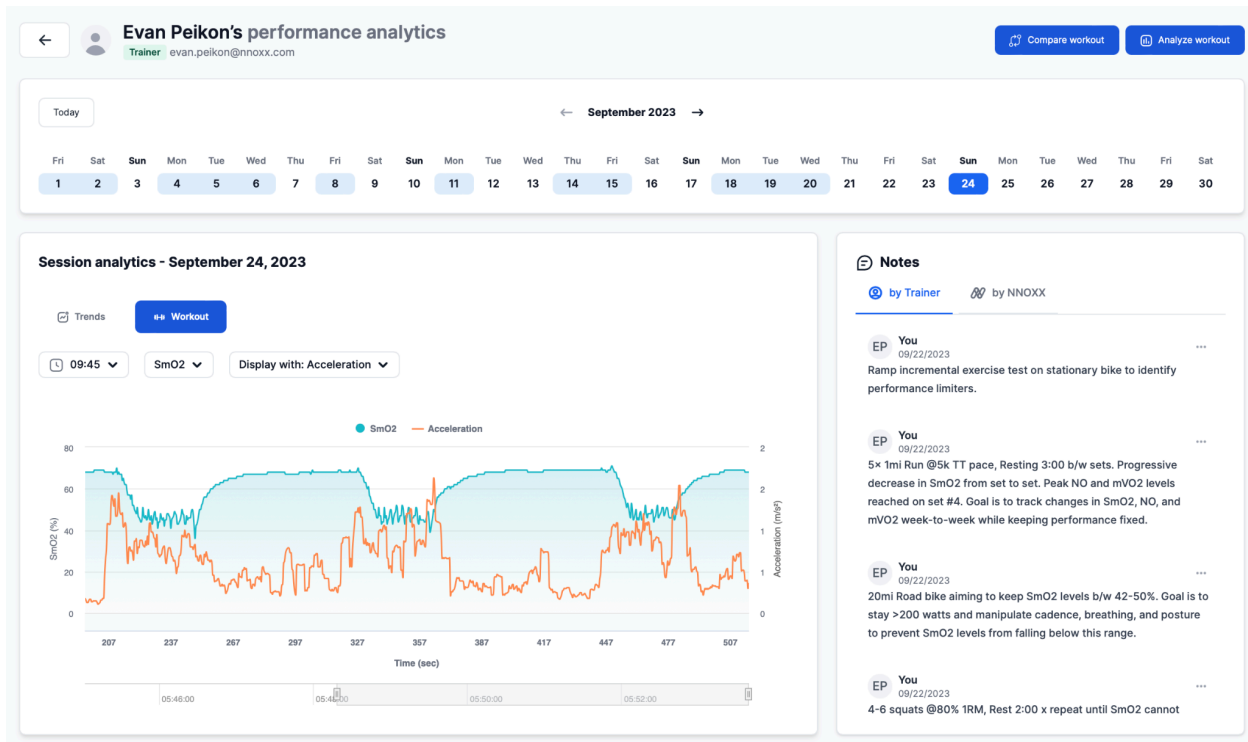 Evan Peikon's performance analytics
Trainer evan.peikon@nnoxx.com
Compare workout
Analyze workout
Today
September 2023
Fri Sat Sun Mon Tue Wed Thu Fri Sat Sun Mon Tue Wed Thu Fri Sat Sun Mon Tue Wed Thu Fri Sat Sun Mon Tue Wed Thu Fri Sat
1 2 3 4 5 6 7 8 9 10 11 12 13 14 15 16 17 18 19 20 21 22 23 24 25 26 27 28 29 30
Session analytics - September 24, 2023
Trends
Workout
09:45
SmO2
Display with: Acceleration
SmO2 Acceleration
80
60
40
20
0
SmO2 (%)
2
2
1
1
0
Acceleration (m/s²)
207 237 267 297 327 357 387 417 447 477 507
Time (sec)
05:46:00 05:48:00 05:50:00 05:52:00
Notes
by Trainer
by NNOXX
EP
You
09/22/2023
Ramp incremental exercise test on stationary bike to identify
performance limiters.
EP
You
09/22/2023
5x 1mi Run @5k TT pace, Resting 3:00 b/w sets. Progressive
decrease in SmO2 from set to set. Peak NO and mVO2 levels
reached on set #4. Goal is to track changes in SmO2, NO, and
mVO2 week-to-week while keeping performance fixed.
EP
You
09/22/2023
20mi Road bike aiming to keep SmO2 levels b/w 42-50%. Goal is to
stay >200 watts and manipulate cadence, breathing, and posture
to prevent SmO2 levels from falling below this range.
EP
You
09/22/2023
4-6 squats @80% 1RM, Rest 2:00 x repeat until SmO2 cannot